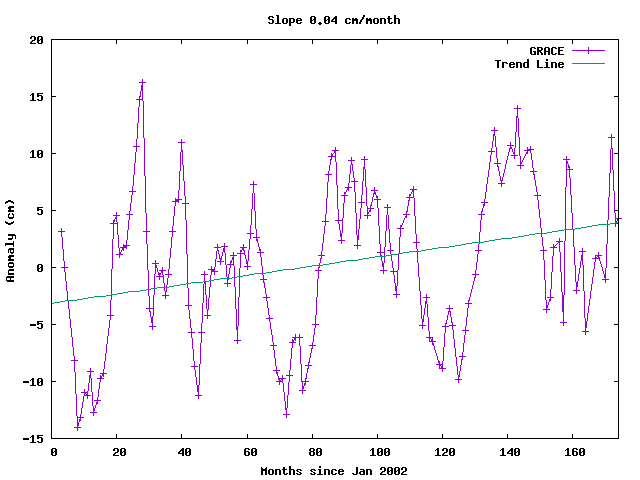 Slope 0.04 cm/month
GRACE
Trend Line
20
15
10
5
0
-5
-10
-15
Anomaly (cm)
0 20 40 60 80 100 120 140 160
Months since Jan 2002